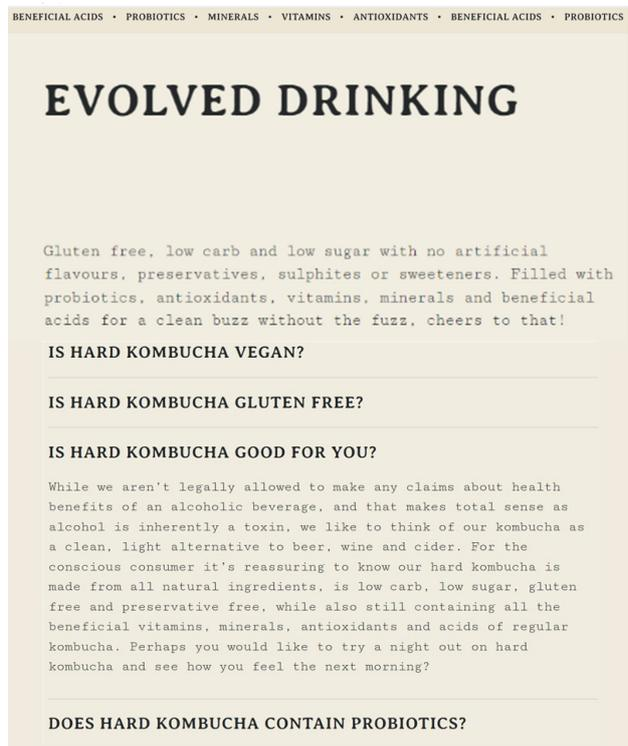 BENEFICIAL ACIDS • PROBIOTICS • MINERALS • VITAMINS • ANTIOXIDANTS • BENEFICIAL ACIDS • PROBIOTICS
EVOLVED DRINKING
Gluten free, low carb and low sugar with no artificial
flavours, preservatives, sulphites or sweeteners. Filled with
probiotics, antioxidants, vitamins, minerals and beneficial
acids for a clean buzz without the fuzz, cheers to that!
IS HARD KOMBUCHA VEGAN?
IS HARD KOMBUCHA GLUTEN FREE?
IS HARD KOMBUCHA GOOD FOR YOU?
While we aren't legally allowed to make any claims about health
benefits of an alcoholic beverage, and that makes total sense as
alcohol is inherently a toxin, we like to think of our kombucha as
a clean, light alternative to beer, wine and cider. For the
conscious consumer it's reassuring to know our hard kombucha is
made from all natural ingredients, is low carb, low sugar, gluten
free and preservative free, while also still containing all the
beneficial vitamins, minerals, antioxidants and acids of regular
kombucha. Perhaps you would like to try a night out on hard
kombucha and see how you feel the next morning?
DOES HARD KOMBUCHA CONTAIN PROBIOTICS?